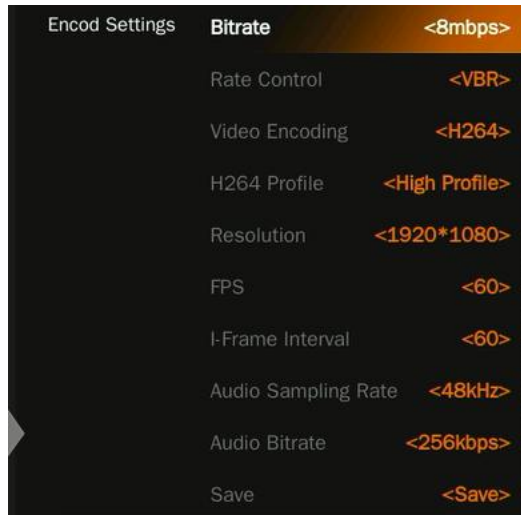 Encod Settings Bitrate <8mbps>
Rate Control <VBR>
Video Encoding <H264>
H264 Profile <High Profile>
Resolution <1920*1080>
FPS <60>
I-Frame Interval <60>
Audio Sampling Rate <48kHz>
Audio Bitrate <256kbps>
Save <Save>